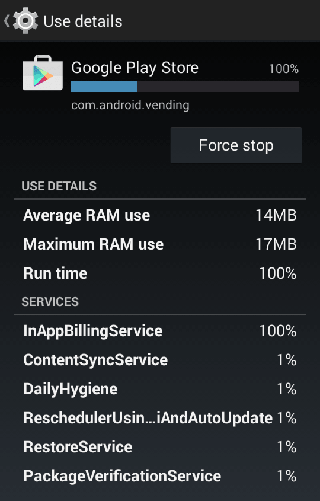 Use details
Google Play Store 100%
com.android.vending
Force stop
USE DETAILS
Average RAM use 14MB
Maximum RAM use 17MB
Run time 100%
SERVICES
InAppBillingService 100%
ContentSyncService 1%
DailyHygiene 1%
ReschedulerUsin...iAndAutoUpdate 1%
RestoreService 1%
PackageVerificationService 1%